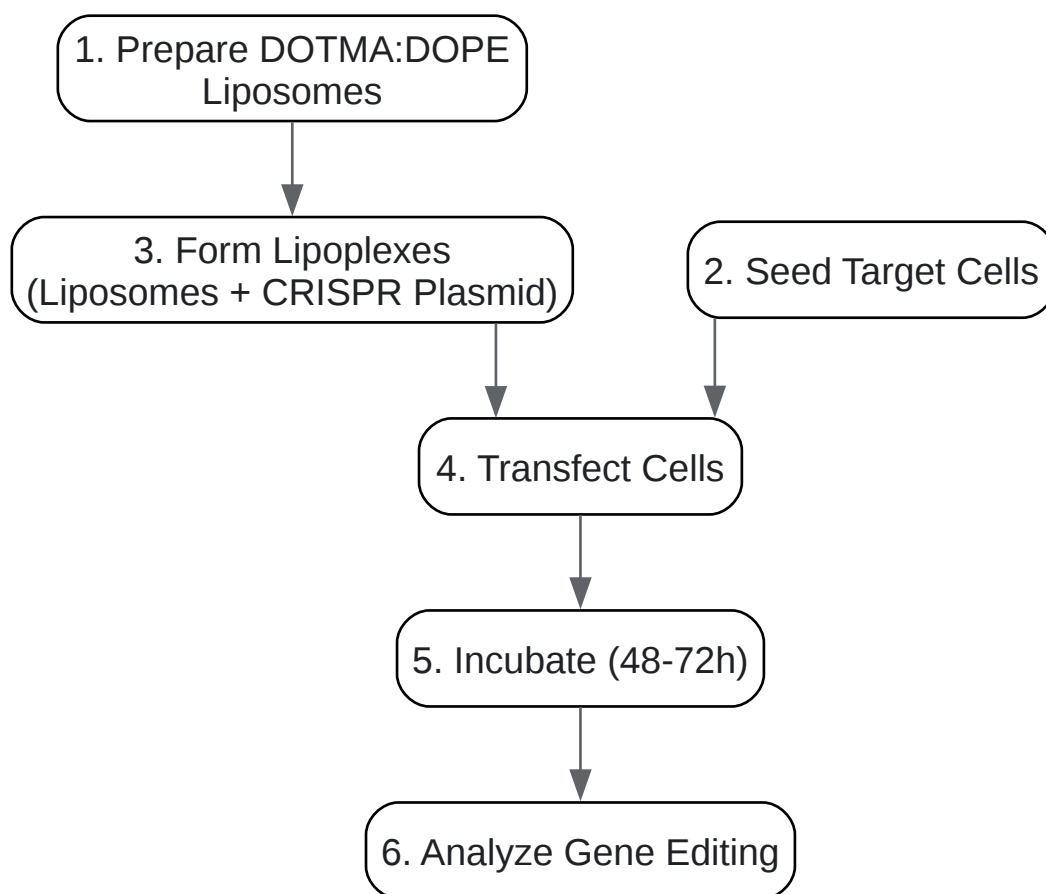 1. Prepare DOTMA:DOPE
Liposomes
3. Form Lipoplexes
(Liposomes + CRISPR Plasmid)
2. Seed Target Cells
4. Transfect Cells
5. Incubate (48-72h)
6. Analyze Gene Editing